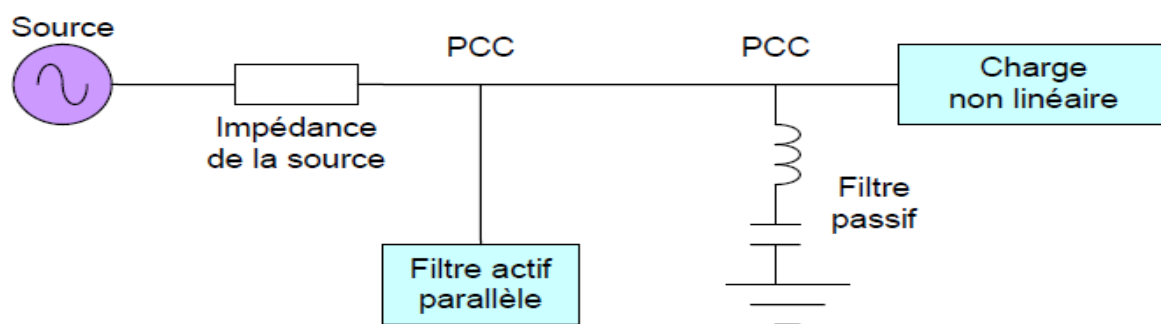 Source
PCC
PCC
Charge
non linéaire
Impédance
de la source
Filtre
passif
Filtre actif
parallèle